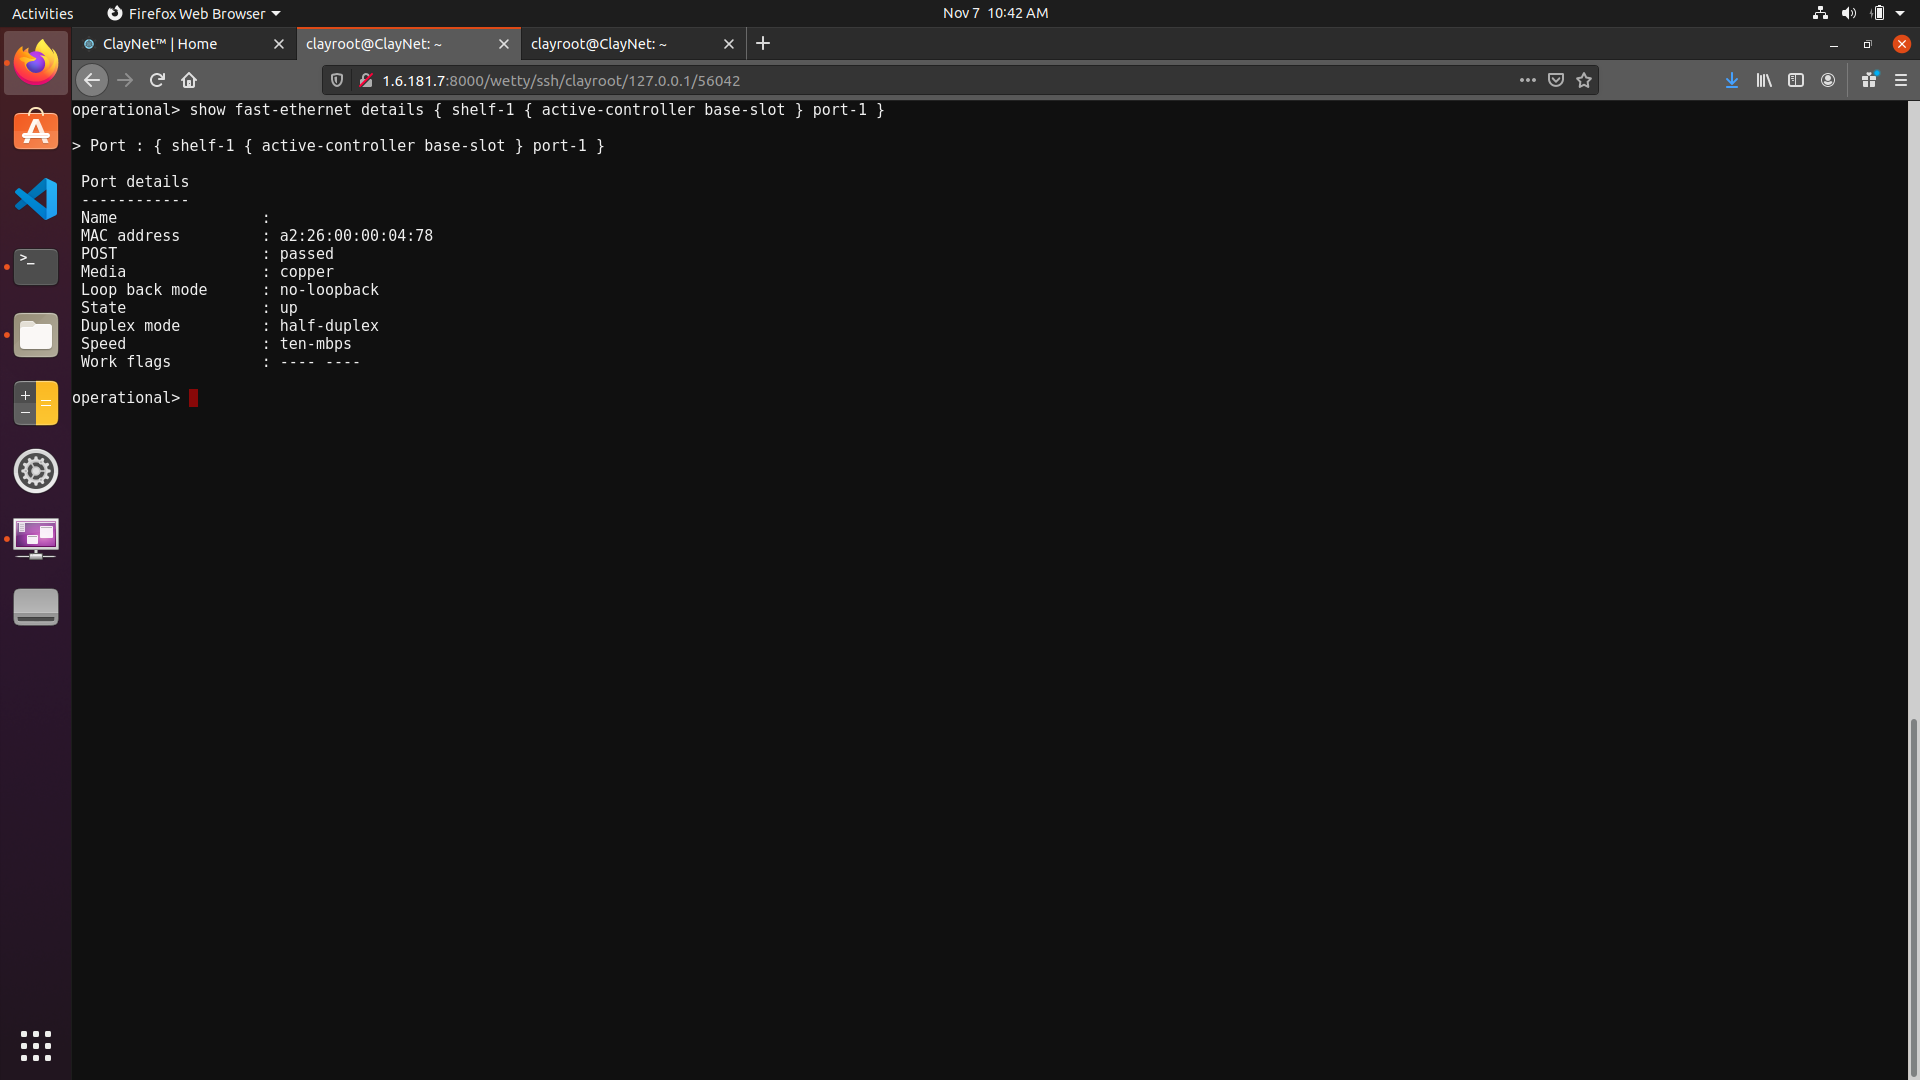 Activities Firefox Web Browser Nov 7 10:42 AM
ClayNet™ | Home clayroot@ClayNet: ~ clayroot@ClayNet: ~
1.6.181.7:8000/wetty/ssh/clayroot/127.0.0.1/56042
operational> show fast-ethernet details { shelf-1 { active-controller base-slot } port-1 }
> Port : { shelf-1 { active-controller base-slot } port-1 }
Port details
------------
Name :
MAC address : a2:26:00:00:04:78
POST : passed
Media : copper
Loop back mode : no-loopback
State : up
Duplex mode : half-duplex
Speed : ten-mbps
Work flags : ---- ----
operational>